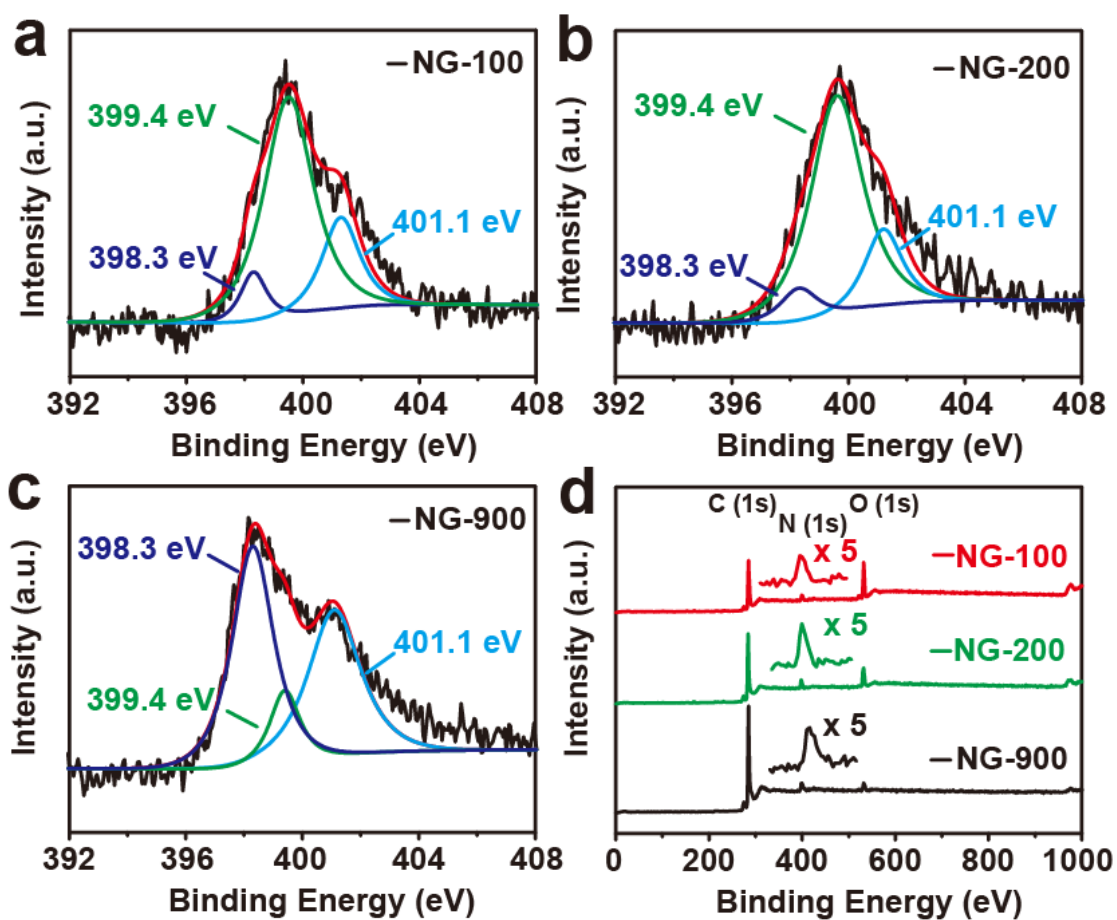 a
–NG-100
399.4 eV
398.3 eV
401.1 eV
Intensity (a.u.)
392 396 400 404 408
Binding Energy (eV)
b
–NG-200
399.4 eV
398.3 eV
401.1 eV
Intensity (a.u.)
392 396 400 404 408
Binding Energy (eV)
c
–NG-900
398.3 eV
399.4 eV
401.1 eV
Intensity (a.u.)
392 396 400 404 408
Binding Energy (eV)
d
C (1s) N (1s) O (1s)
x 5 –NG-100
x 5 –NG-200
x 5 –NG-900
Intensity (a.u.)
0 200 400 600 800 1000
Binding Energy (eV)